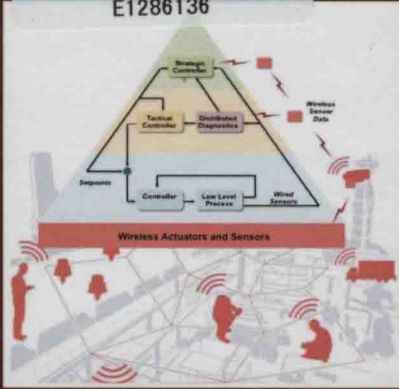 E1286136
Strategic
Controller
Wireless
Sensor
Data
Tactical
Controller
Distributed
Diagnostics
Setpoints
Controller
Low Level
Process
Wired
Sensors
Wireless Actuators and Sensors